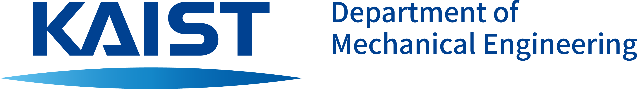 KAIST
Department of
Mechanical Engineering